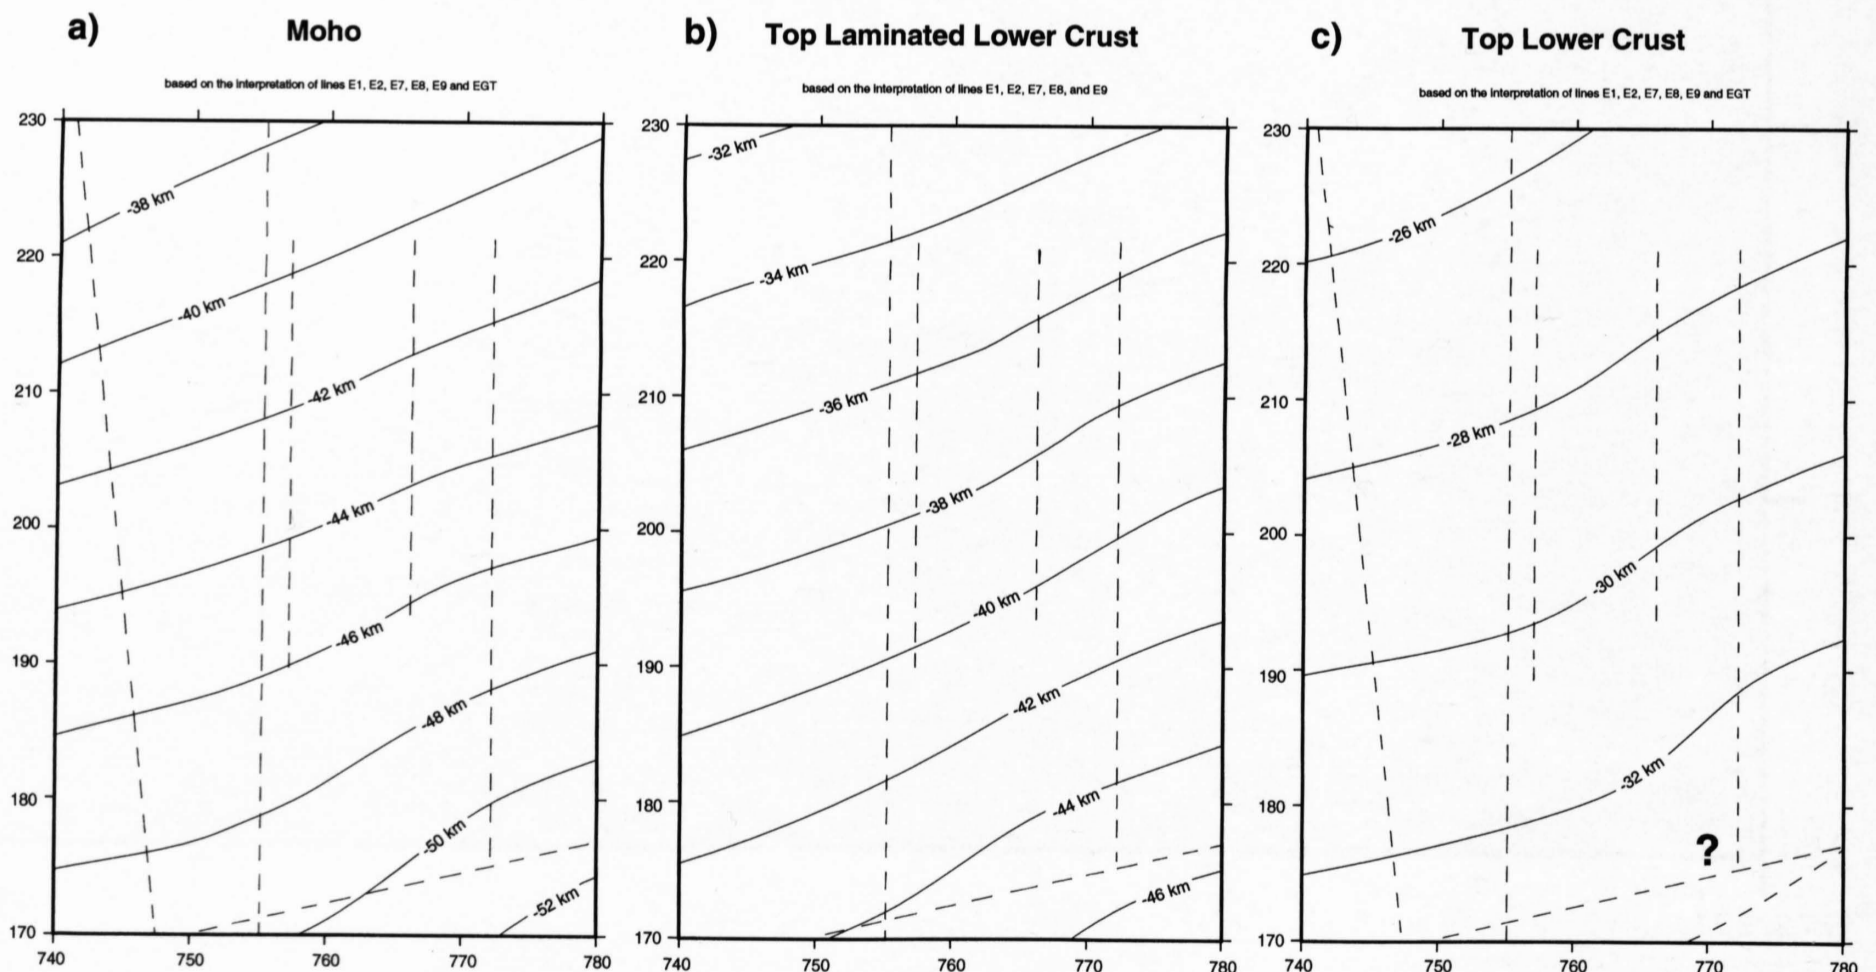 a) Moho
based on the interpretation of lines E1, E2, E7, E8, E9 and EGT
230
220
210
200
190
180
170
740 750 760 770 780
-38 km
-40 km
-42 km
-44 km
-46 km
-48 km
-50 km
-52 km
b) Top Laminated Lower Crust
based on the interpretation of lines E1, E2, E7, E8, and E9
230
220
210
200
190
180
170
740 750 760 770 780
-32 km
-34 km
-36 km
-38 km
-40 km
-42 km
-44 km
-46 km
c) Top Lower Crust
based on the interpretation of lines E1, E2, E7, E8, E9 and EGT
230
220
210
200
190
180
170
740 750 760 770 780
-26 km
-28 km
-30 km
-32 km
?